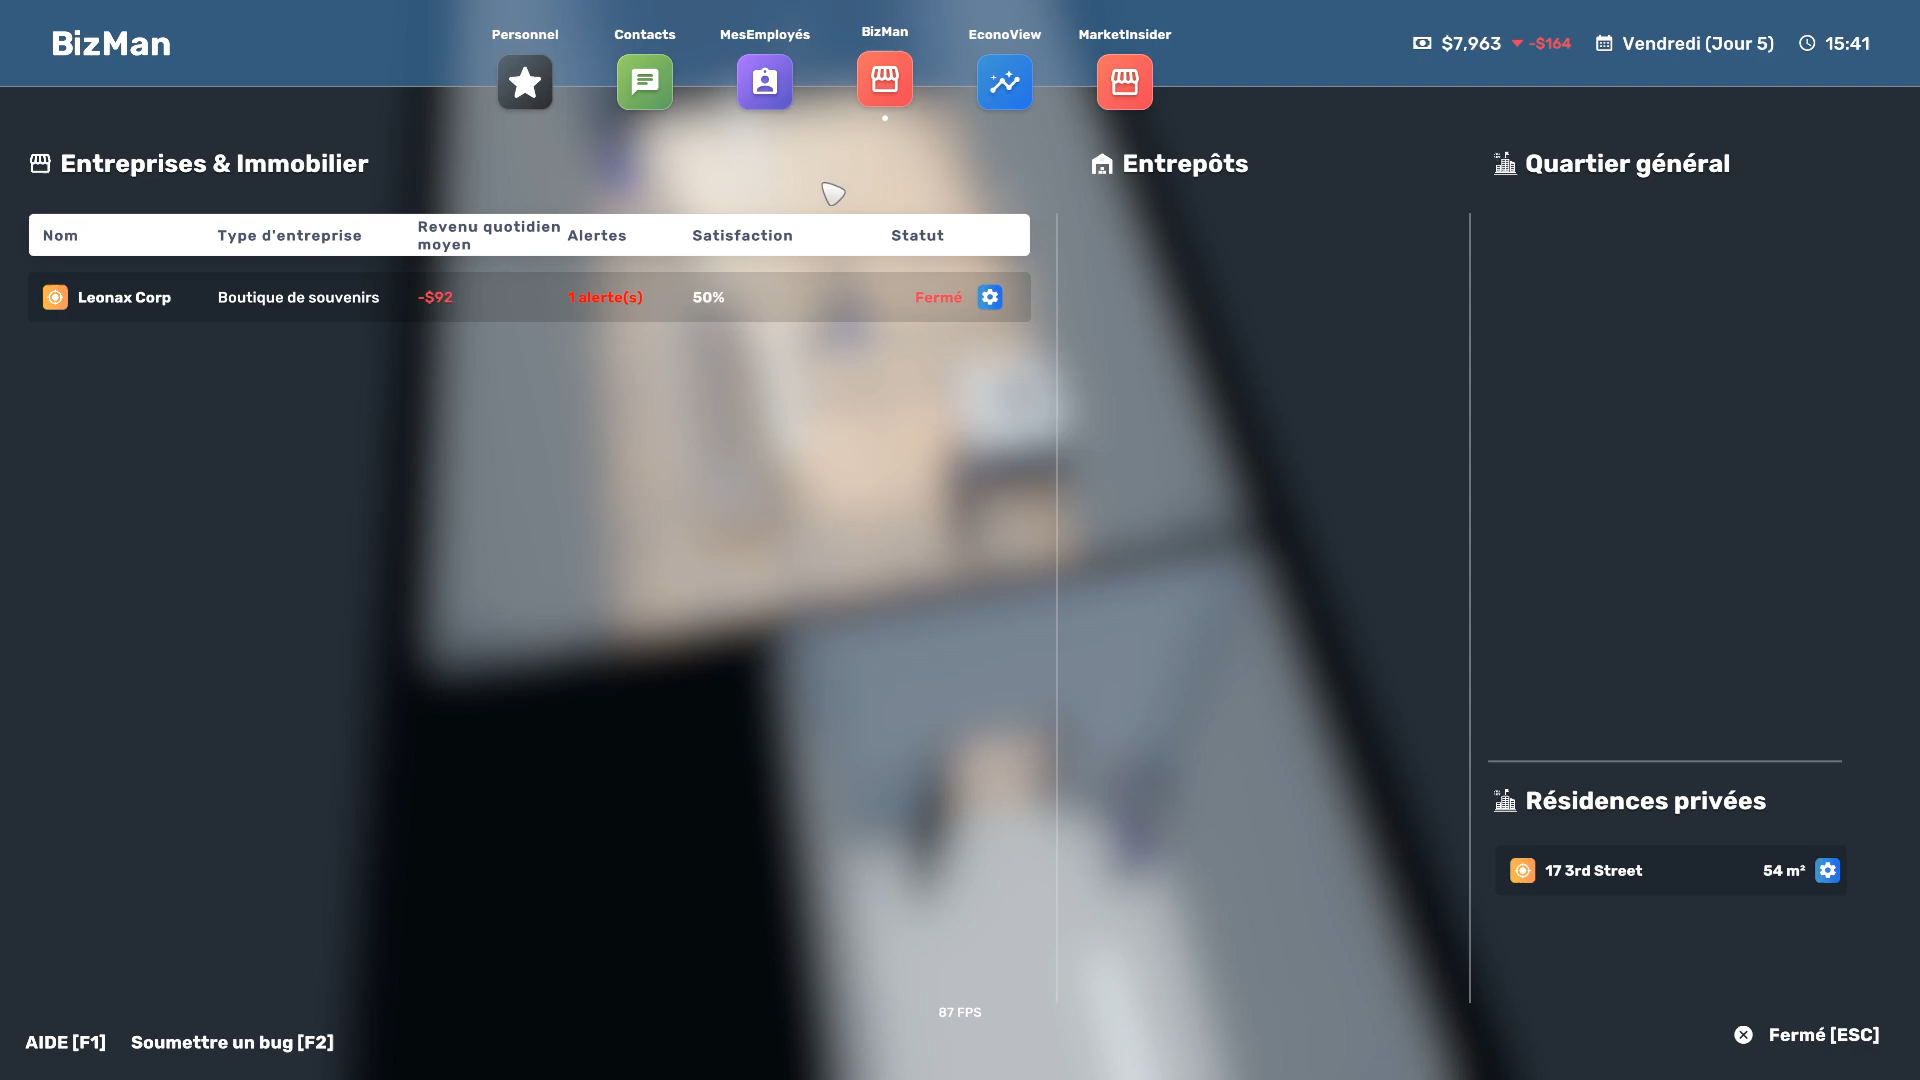 BizMan
Personnel
Contacts
MesEmployés
BizMan
EconoView
MarketInsider
$7,963 -$164 Vendredi (Jour 5) 15:41
Entreprises & Immobilier
Nom
Type d'entreprise
Revenu quotidien
moyen
Alertes
Satisfaction
Statut
Leonax Corp
Boutique de souvenirs
-$92
1 alerte(s)
50%
Fermé
Entrepôts
Quartier général
Résidences privées
17 3rd Street
54 m²
87 FPS
AIDE [F1]
Soumettre un bug [F2]
Fermé [ESC]